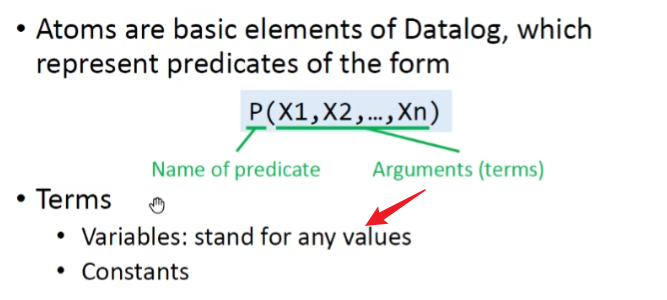 • Atoms are basic elements of Datalog, which
represent predicates of the form
P(X1,X2,…,Xn)
Name of predicate Arguments (terms)
• Terms
• Variables: stand for any values
• Constants